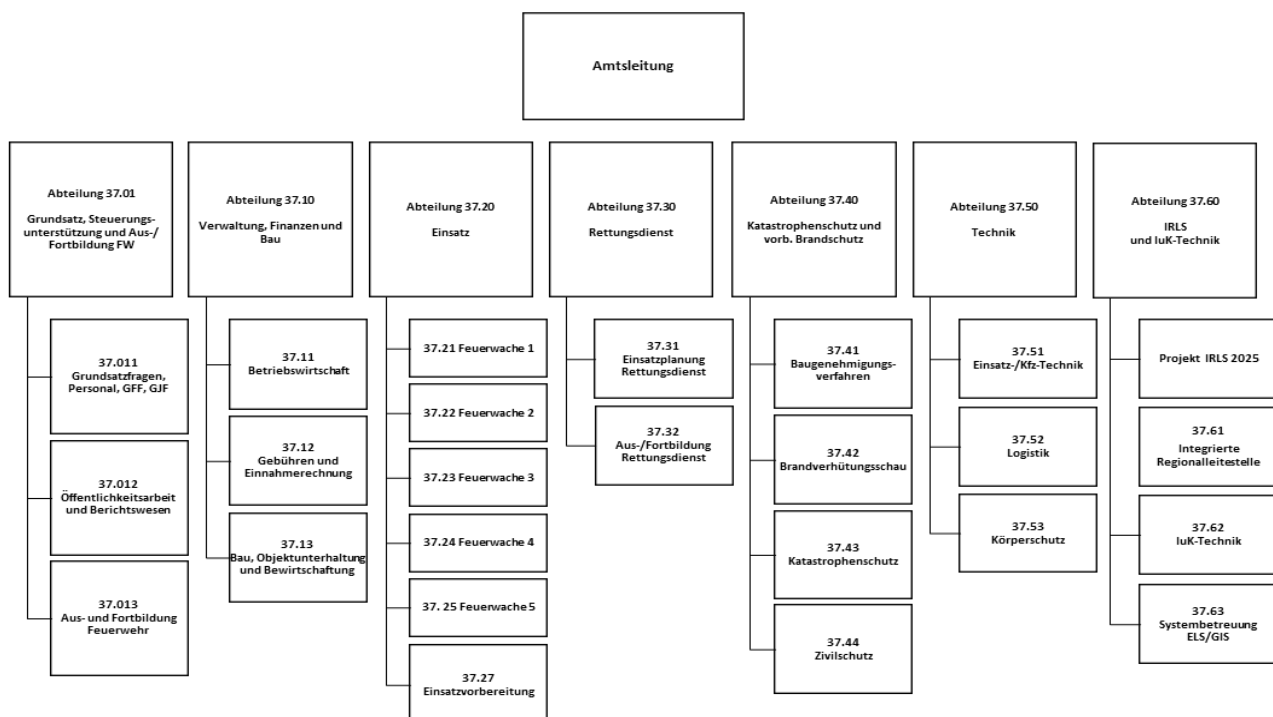 Amtsleitung
Abteilung 37.01
Grundsatz, Steuerungs-
unterstützung und Aus-/
Fortbildung FW
37.011
Grundsatzfragen,
Personal, GFF, GJF
37.012
Öffentlichkeitsarbeit
und Berichtswesen
37.013
Aus- und Fortbildung
Feuerwehr
Abteilung 37.10
Verwaltung, Finanzen und
Bau
37.11
Betriebswirtschaft
37.12
Gebühren und
Einnahmerechnung
37.13
Bau, Objektunterhaltung
und Bewirtschaftung
Abteilung 37.20
Einsatz
37.21 Feuerwache 1
37.22 Feuerwache 2
37.23 Feuerwache 3
37.24 Feuerwache 4
37. 25 Feuerwache 5
37.27
Einsatzvorbereitung
Abteilung 37.30
Rettungsdienst
37.31
Einsatzplanung
Rettungsdienst
37.32
Aus-/Fortbildung
Rettungsdienst
Abteilung 37.40
Katastrophenschutz und
vorb. Brandschutz
37.41
Baugenehmigungs-
verfahren
37.42
Brandverhütungsschau
37.43
Katastrophenschutz
37.44
Zivilschutz
Abteilung 37.50
Technik
37.51
Einsatz-/Kfz-Technik
37.52
Logistik
37.53
Körperschutz
Abteilung 37.60
IRLS
und IuK-Technik
Projekt IRLS 2025
37.61
Integrierte
Regionalleitestelle
37.62
IuK-Technik
37.63
Systembetreuung
ELS/GIS